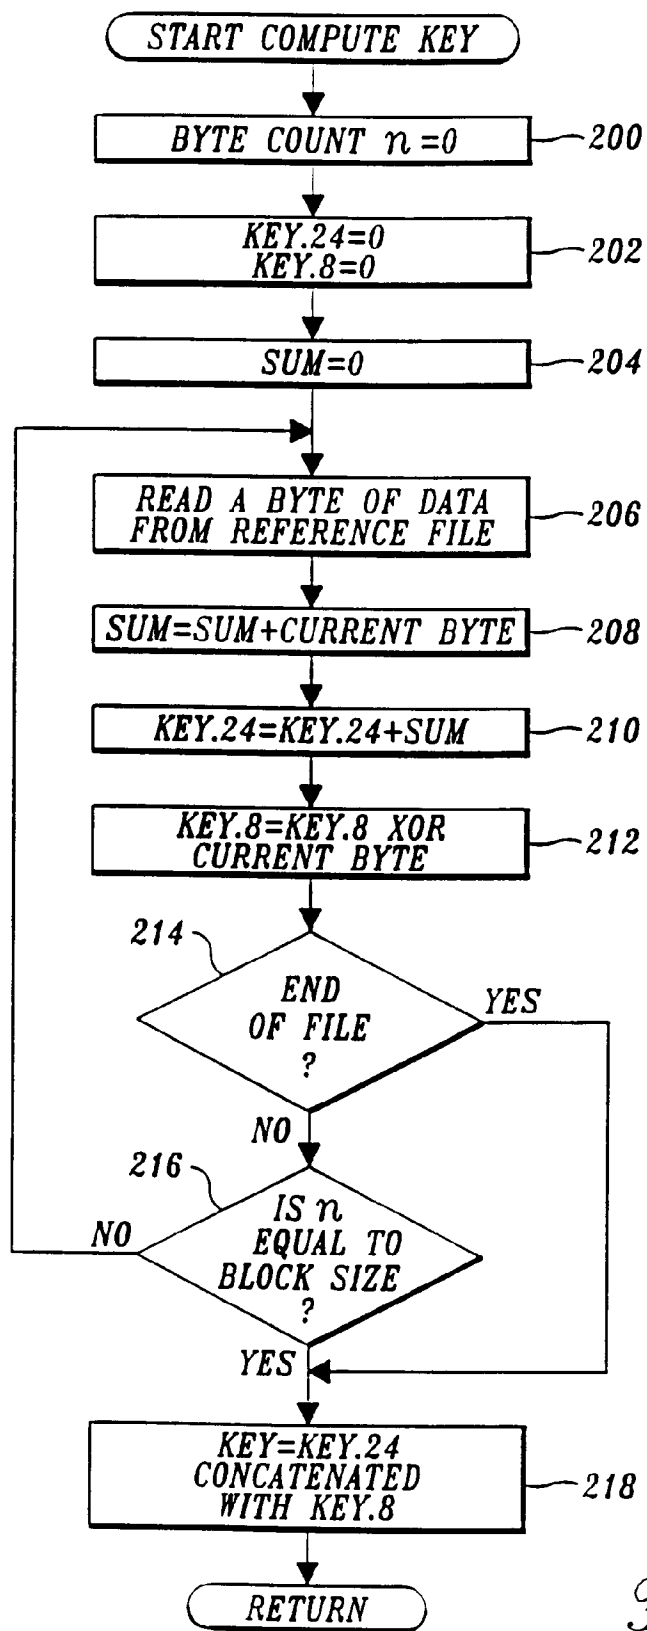 START COMPUTE KEY
BYTE COUNT n=0
200
KEY.24=0
KEY.8=0
202
SUM=0
204
READ A BYTE OF DATA
FROM REFERENCE FILE
206
SUM=SUM+CURRENT BYTE
208
KEY.24=KEY.24+SUM
210
KEY.8=KEY.8 XOR
CURRENT BYTE
212
214
END
OF FILE
?
YES
NO
216
IS n
EQUAL TO
BLOCK SIZE
?
NO
YES
KEY=KEY.24
CONCATENATED
WITH KEY.8
218
RETURN